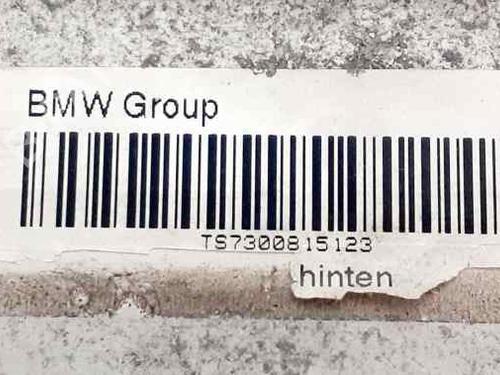 BMW Group
TS7300815123
hinten